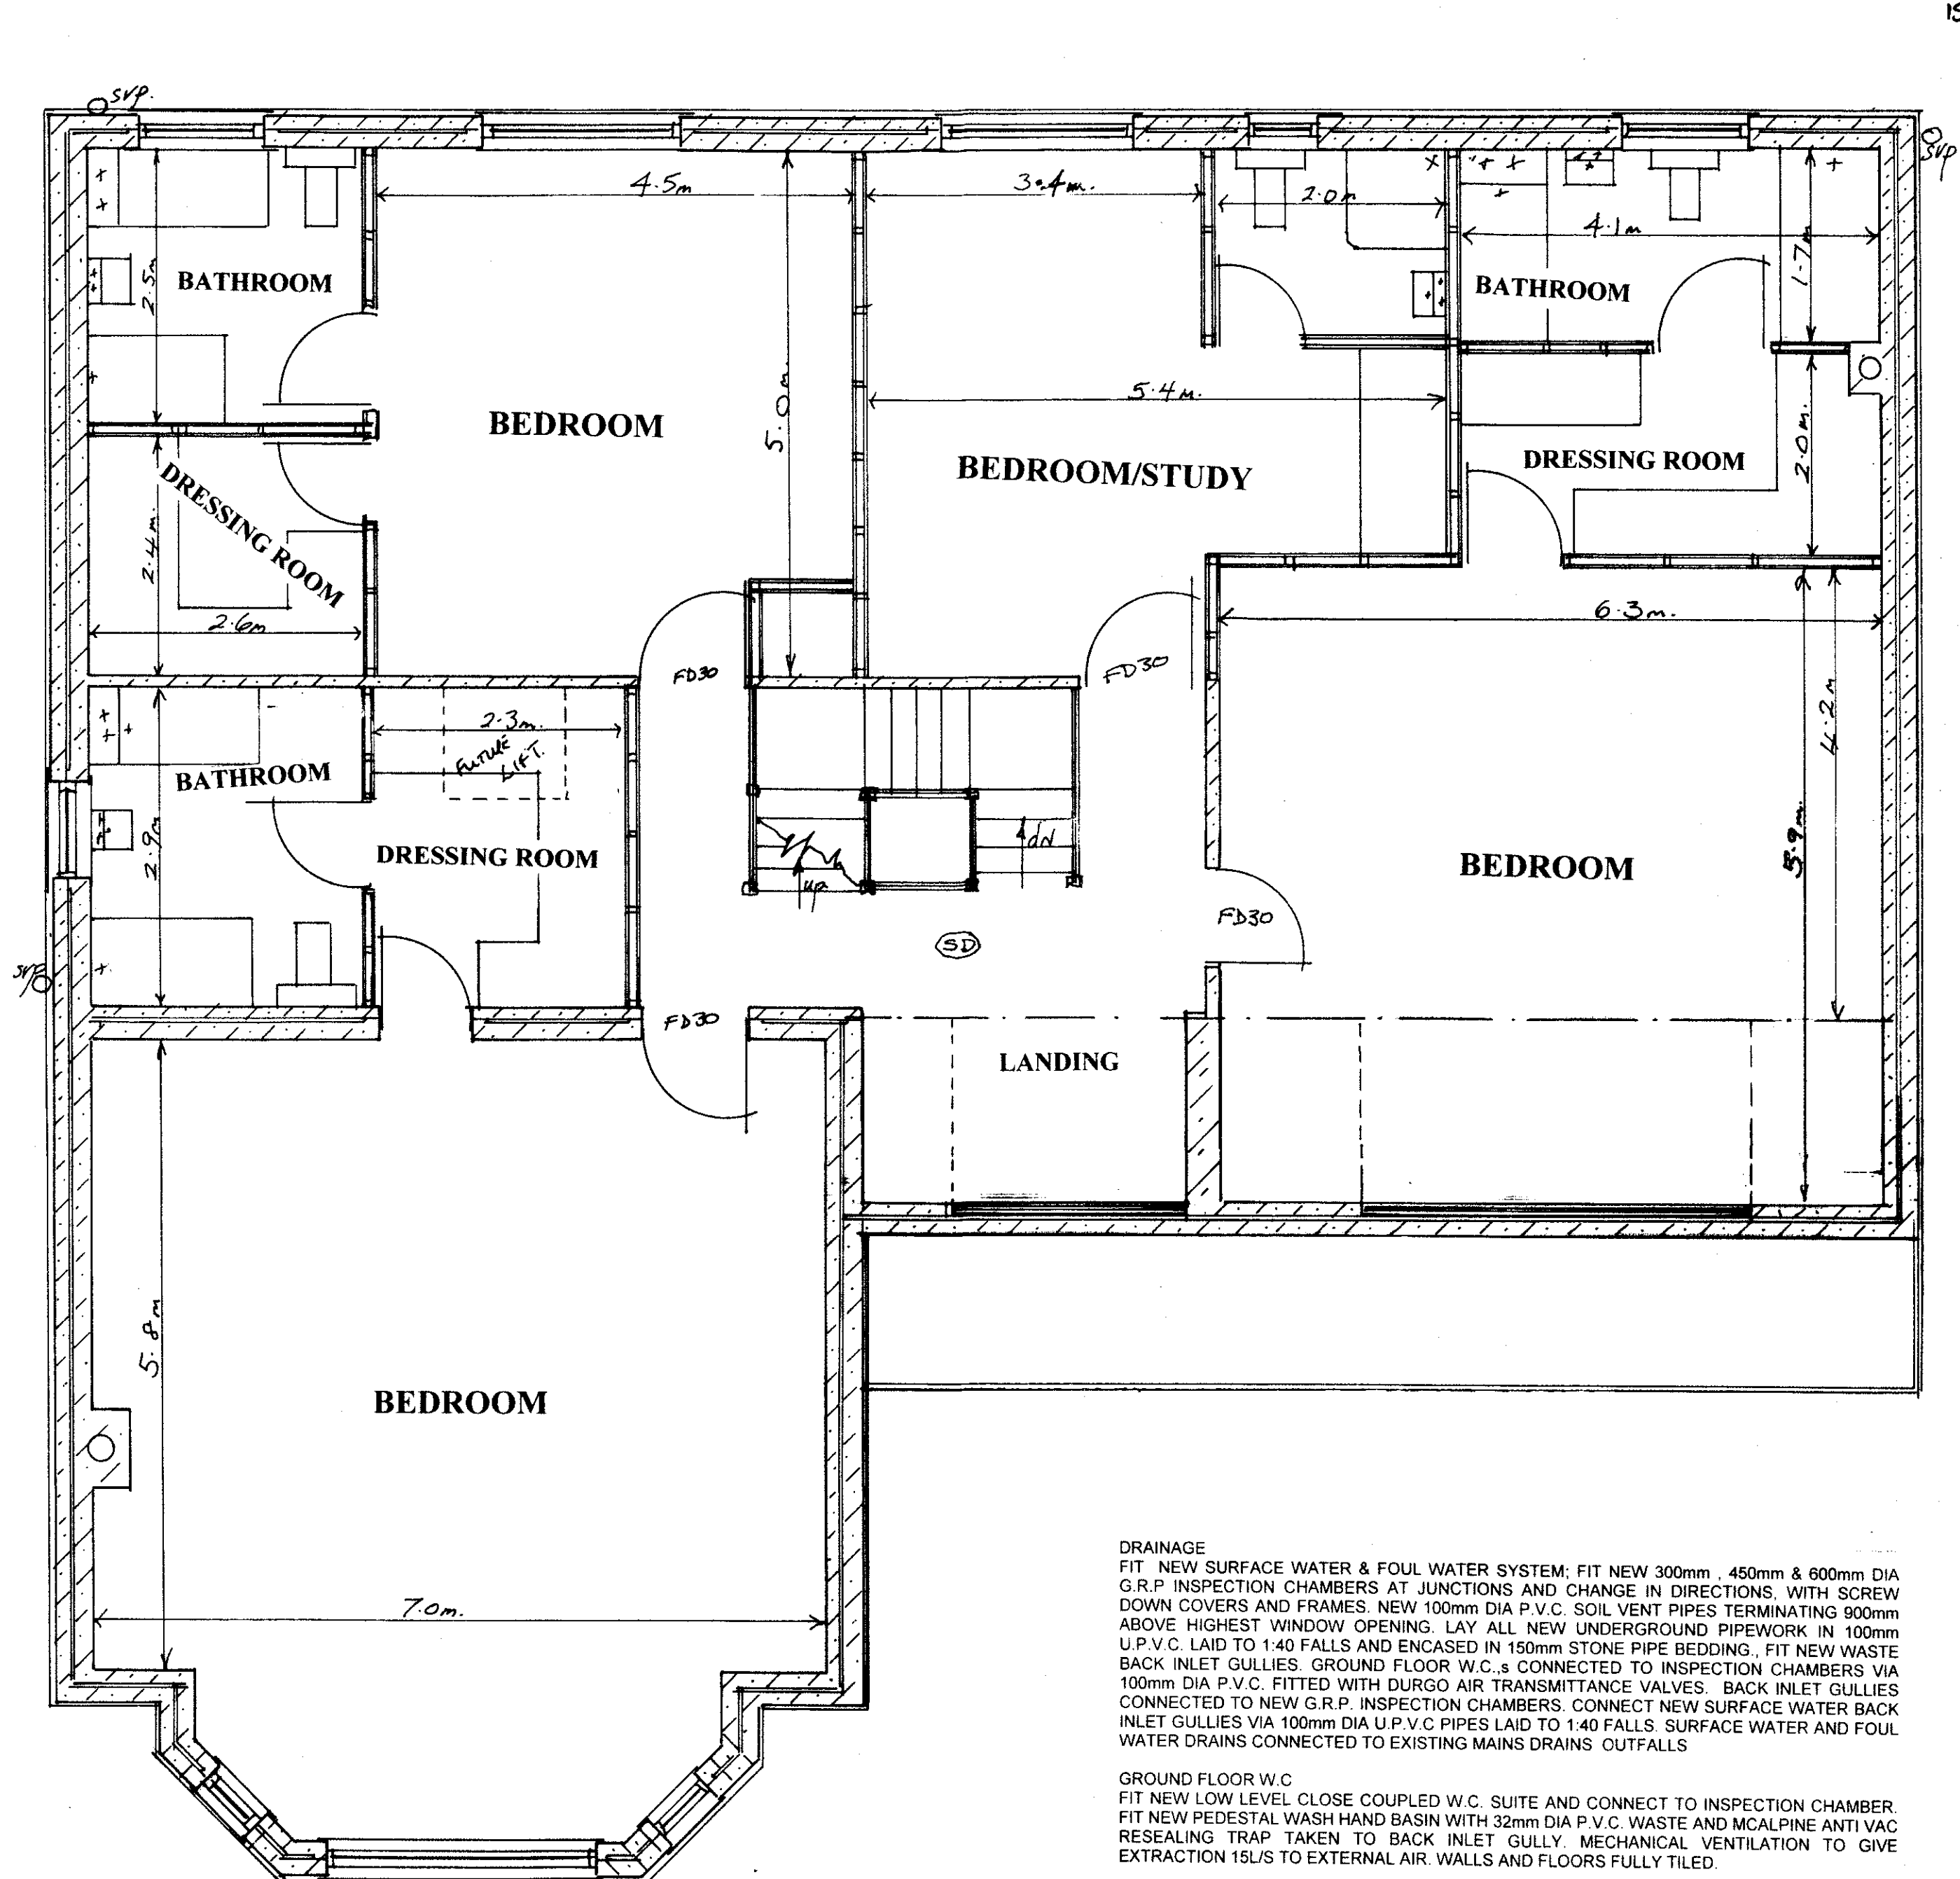 SVP.
SVP
4.5m
3.4m.
2.0m
4.1m
1.7m
2.5m
BATHROOM
BATHROOM
5.0m
5.4m.
BEDROOM
BEDROOM/STUDY
DRESSING ROOM
2.0m.
DRESSING ROOM
2.4m.
2.6m
6.3m.
FD30
FD30
4.2m
2.3m.
FUTURE
LIFT.
BATHROOM
2.9m
DRESSING ROOM
up
dN
BEDROOM
5.9m.
FD30
SD
SVP
FD30
LANDING
5.8m
BEDROOM
7.0m.
DRAINAGE
FIT NEW SURFACE WATER & FOUL WATER SYSTEM; FIT NEW 300mm , 450mm & 600mm DIA
G.R.P INSPECTION CHAMBERS AT JUNCTIONS AND CHANGE IN DIRECTIONS, WITH SCREW
DOWN COVERS AND FRAMES. NEW 100mm DIA P.V.C. SOIL VENT PIPES TERMINATING 900mm
ABOVE HIGHEST WINDOW OPENING. LAY ALL NEW UNDERGROUND PIPEWORK IN 100mm
U.P.V.C. LAID TO 1:40 FALLS AND ENCASED IN 150mm STONE PIPE BEDDING., FIT NEW WASTE
BACK INLET GULLIES. GROUND FLOOR W.C.,s CONNECTED TO INSPECTION CHAMBERS VIA
100mm DIA P.V.C. FITTED WITH DURGO AIR TRANSMITTANCE VALVES. BACK INLET GULLIES
CONNECTED TO NEW G.R.P. INSPECTION CHAMBERS. CONNECT NEW SURFACE WATER BACK
INLET GULLIES VIA 100mm DIA U.P.V.C PIPES LAID TO 1:40 FALLS. SURFACE WATER AND FOUL
WATER DRAINS CONNECTED TO EXISTING MAINS DRAINS OUTFALLS
GROUND FLOOR W.C
FIT NEW LOW LEVEL CLOSE COUPLED W.C. SUITE AND CONNECT TO INSPECTION CHAMBER.
FIT NEW PEDESTAL WASH HAND BASIN WITH 32mm DIA P.V.C. WASTE AND MCALPINE ANTI VAC
RESEALING TRAP TAKEN TO BACK INLET GULLY. MECHANICAL VENTILATION TO GIVE
EXTRACTION 15L/S TO EXTERNAL AIR. WALLS AND FLOORS FULLY TILED.